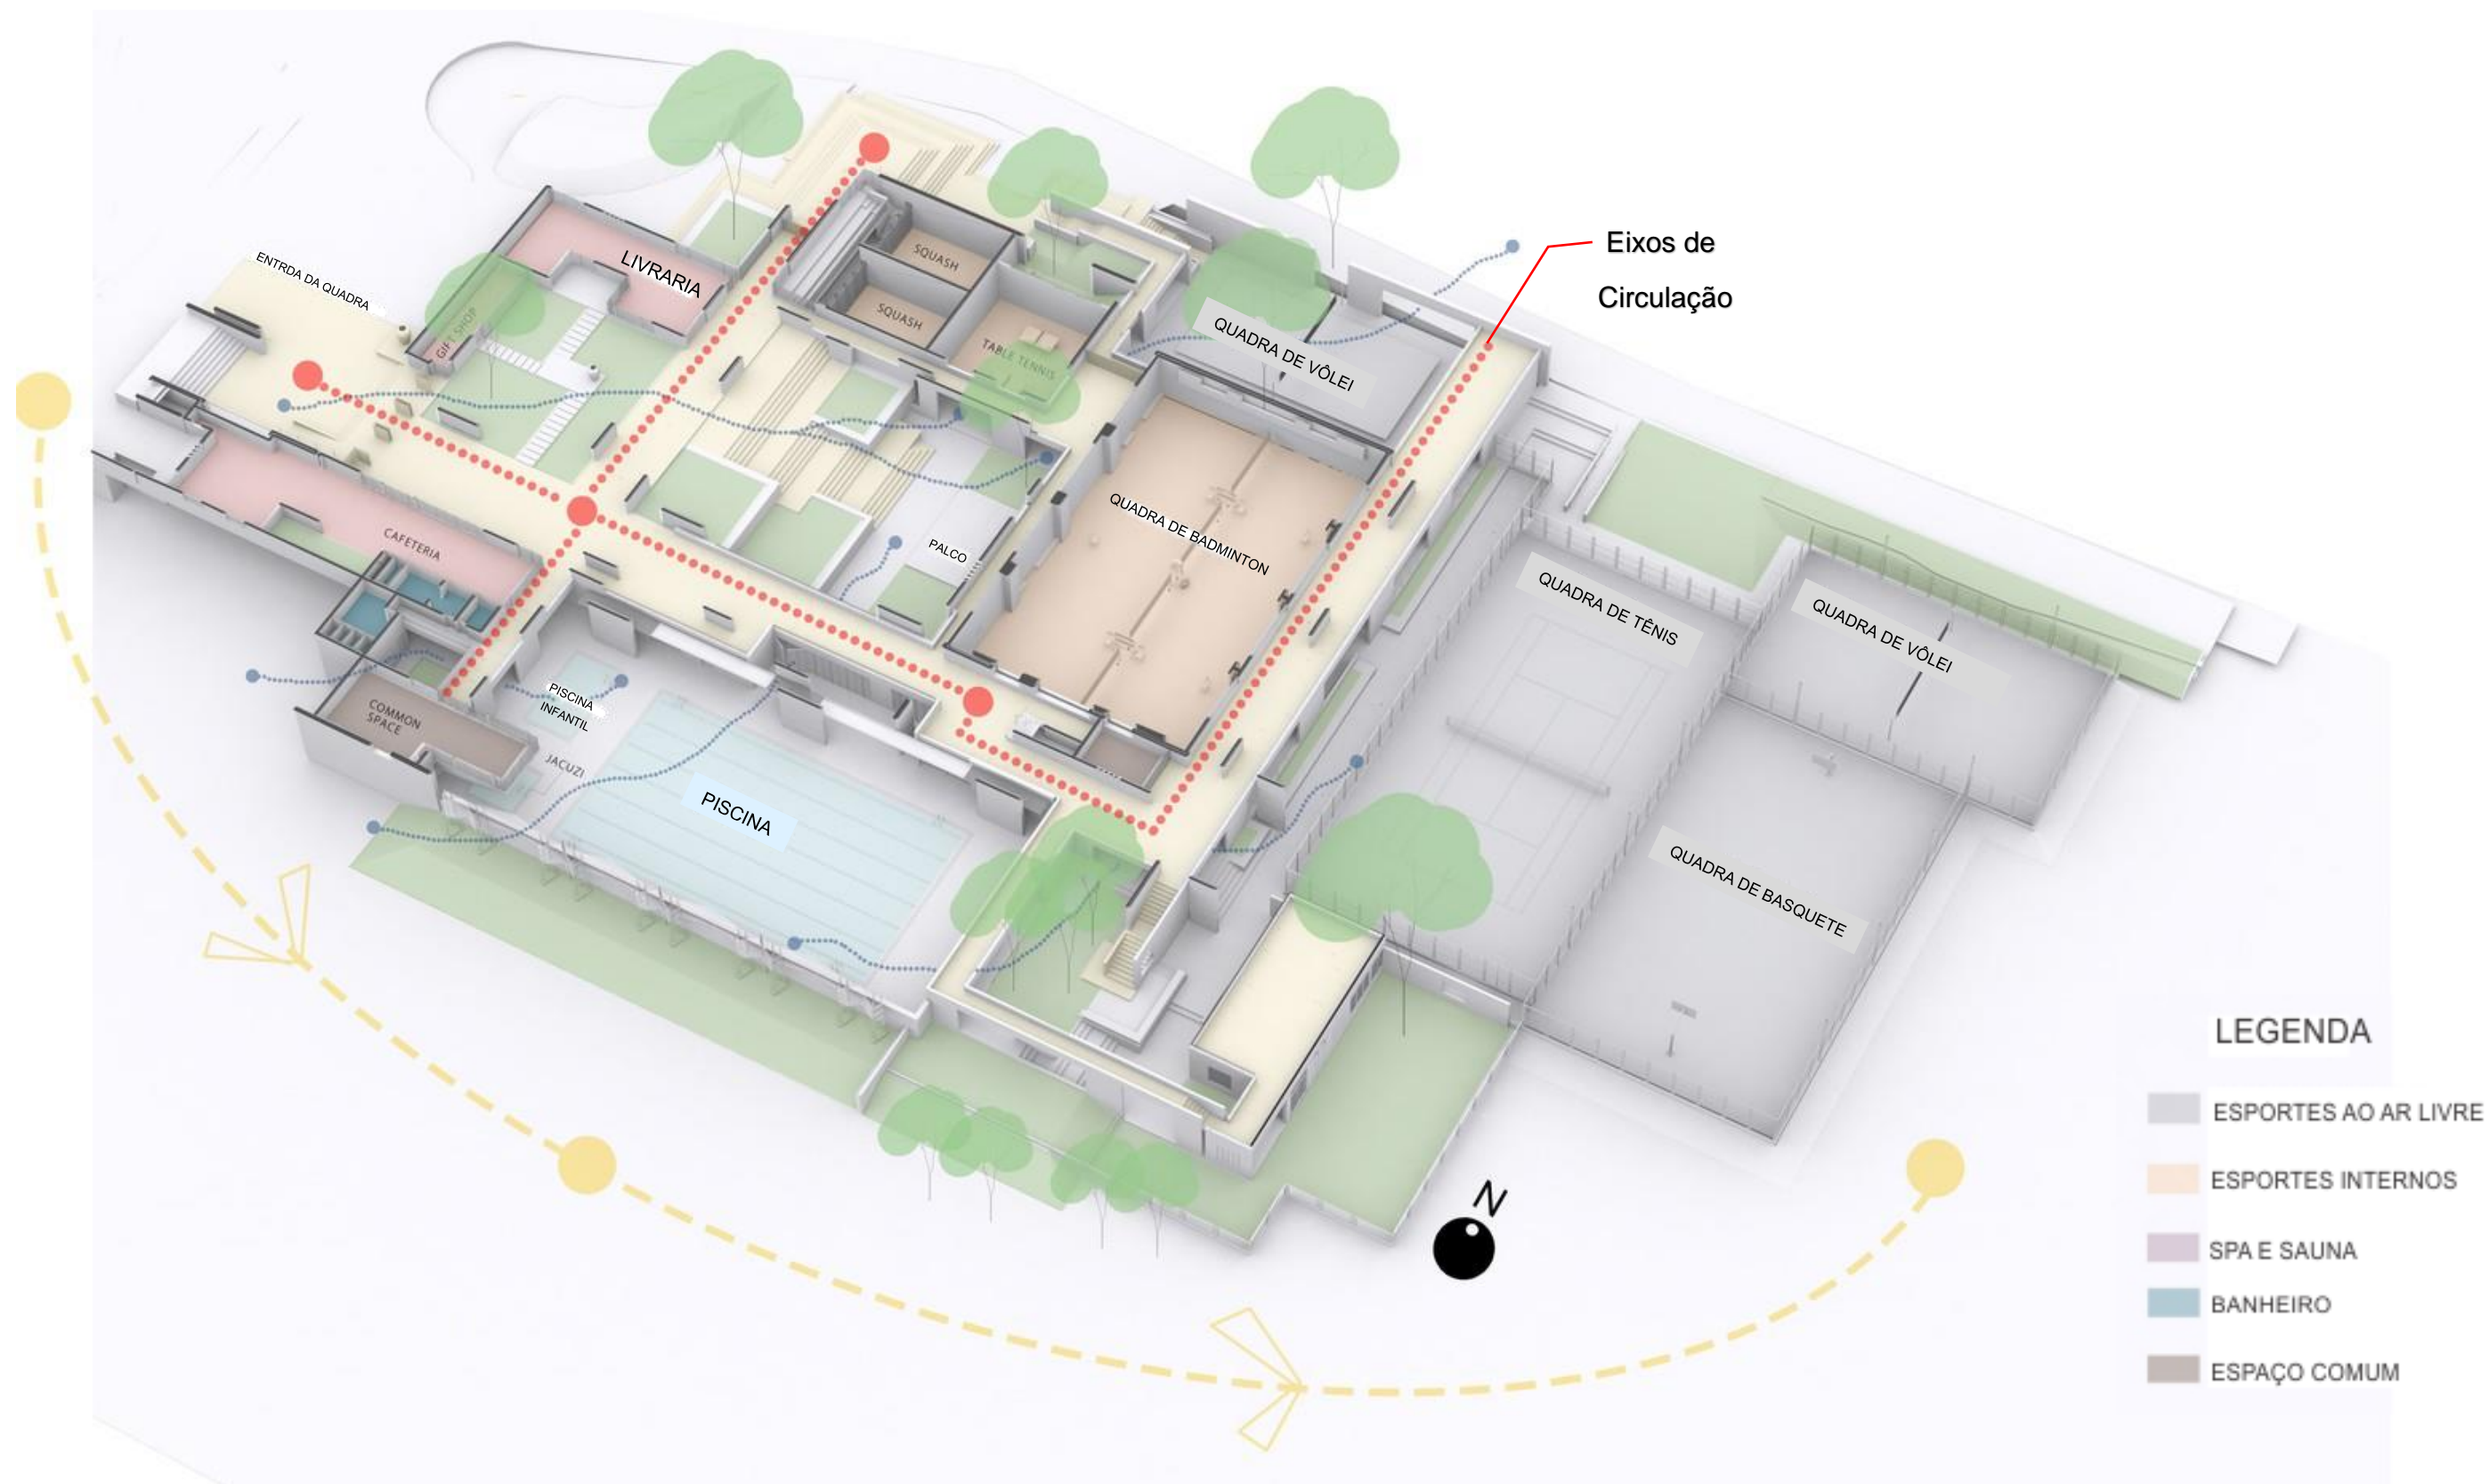 ENTRDA DA QUADRA
LIVRARIA
GIFT SHOP
SQUASH
SQUASH
TABLE TENNIS
QUADRA DE VÔLEI
Eixos de
Circulação
CAFETERIA
PALCO
QUADRA DE BADMINTON
QUADRA DE TÊNIS
QUADRA DE VÔLEI
COMMON
SPACE
PISCINA
INFANTIL
JACUZI
PISCINA
QUADRA DE BASQUETE
N
LEGENDA
ESPORTES AO AR LIVRE
ESPORTES INTERNOS
SPA E SAUNA
BANHEIRO
ESPAÇO COMUM